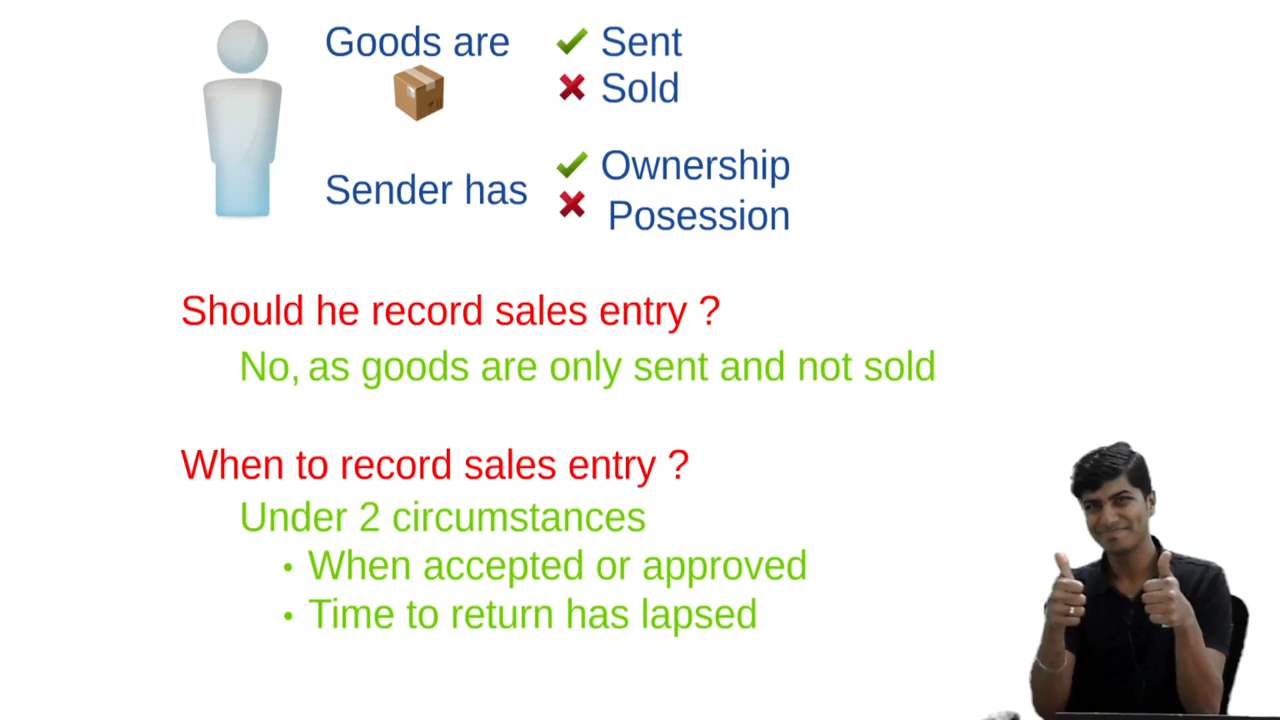 Goods are
Sent
Sold
Sender has
Ownership
Posession
Should he record sales entry ?
No, as goods are only sent and not sold
When to record sales entry ?
Under 2 circumstances
• When accepted or approved
• Time to return has lapsed